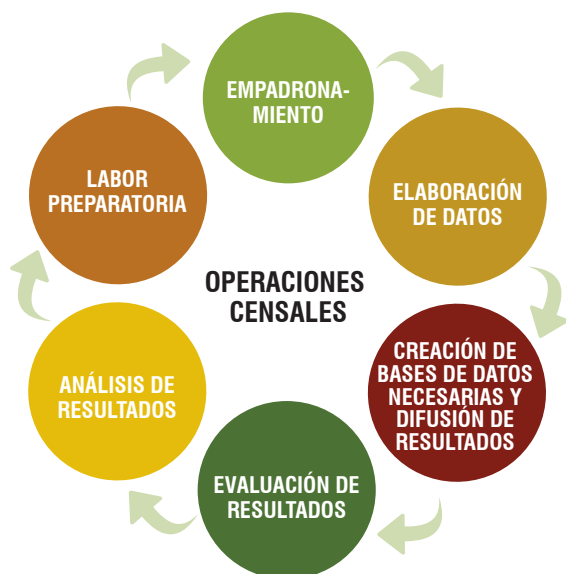 EMPADRONA-
MIENTO
ELABORACIÓN
DE DATOS
CREACIÓN DE
BASES DE DATOS
NECESARIAS Y
DIFUSIÓN DE
RESULTADOS
EVALUACIÓN DE
RESULTADOS
ANÁLISIS DE
RESULTADOS
LABOR
PREPARATORIA
OPERACIONES
CENSALES